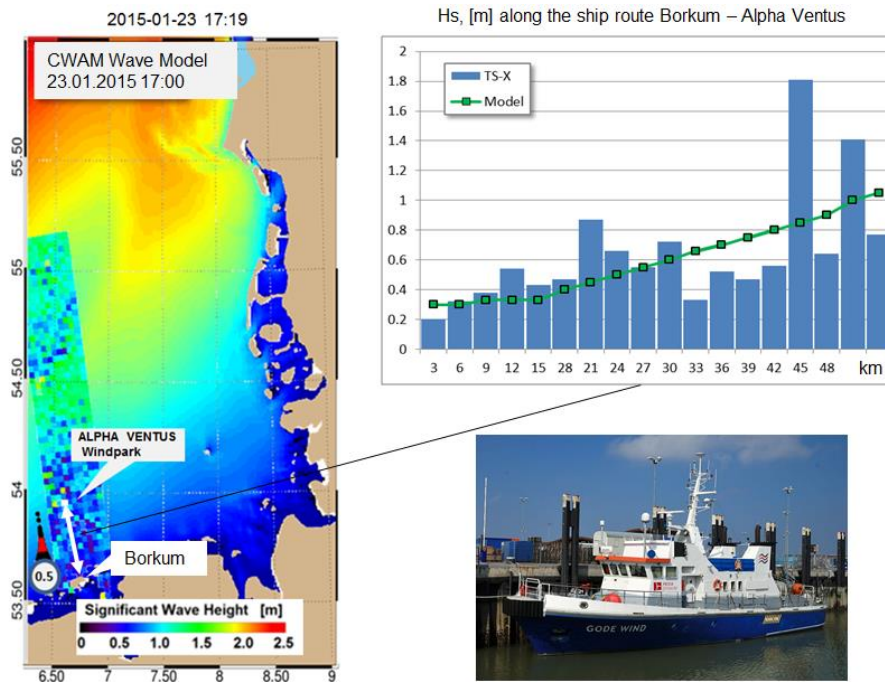 2015-01-23 17:19
CWAM Wave Model
23.01.2015 17:00
55.50
55
54.50
54
53.50
ALPHA VENTUS
Windpark
Borkum
0.5
Significant Wave Height [m]
0.0 0.5 1.0 1.5 2.0 2.5
6.50 7 7.50 8 8.50 9
Hs, [m] along the ship route Borkum – Alpha Ventus
TS-X
Model
2
1.8
1.6
1.4
1.2
1
0.8
0.6
0.4
0.2
0
3 6 9 12 15 28 21 24 27 30 33 36 39 42 45 48 km
GODE WIND